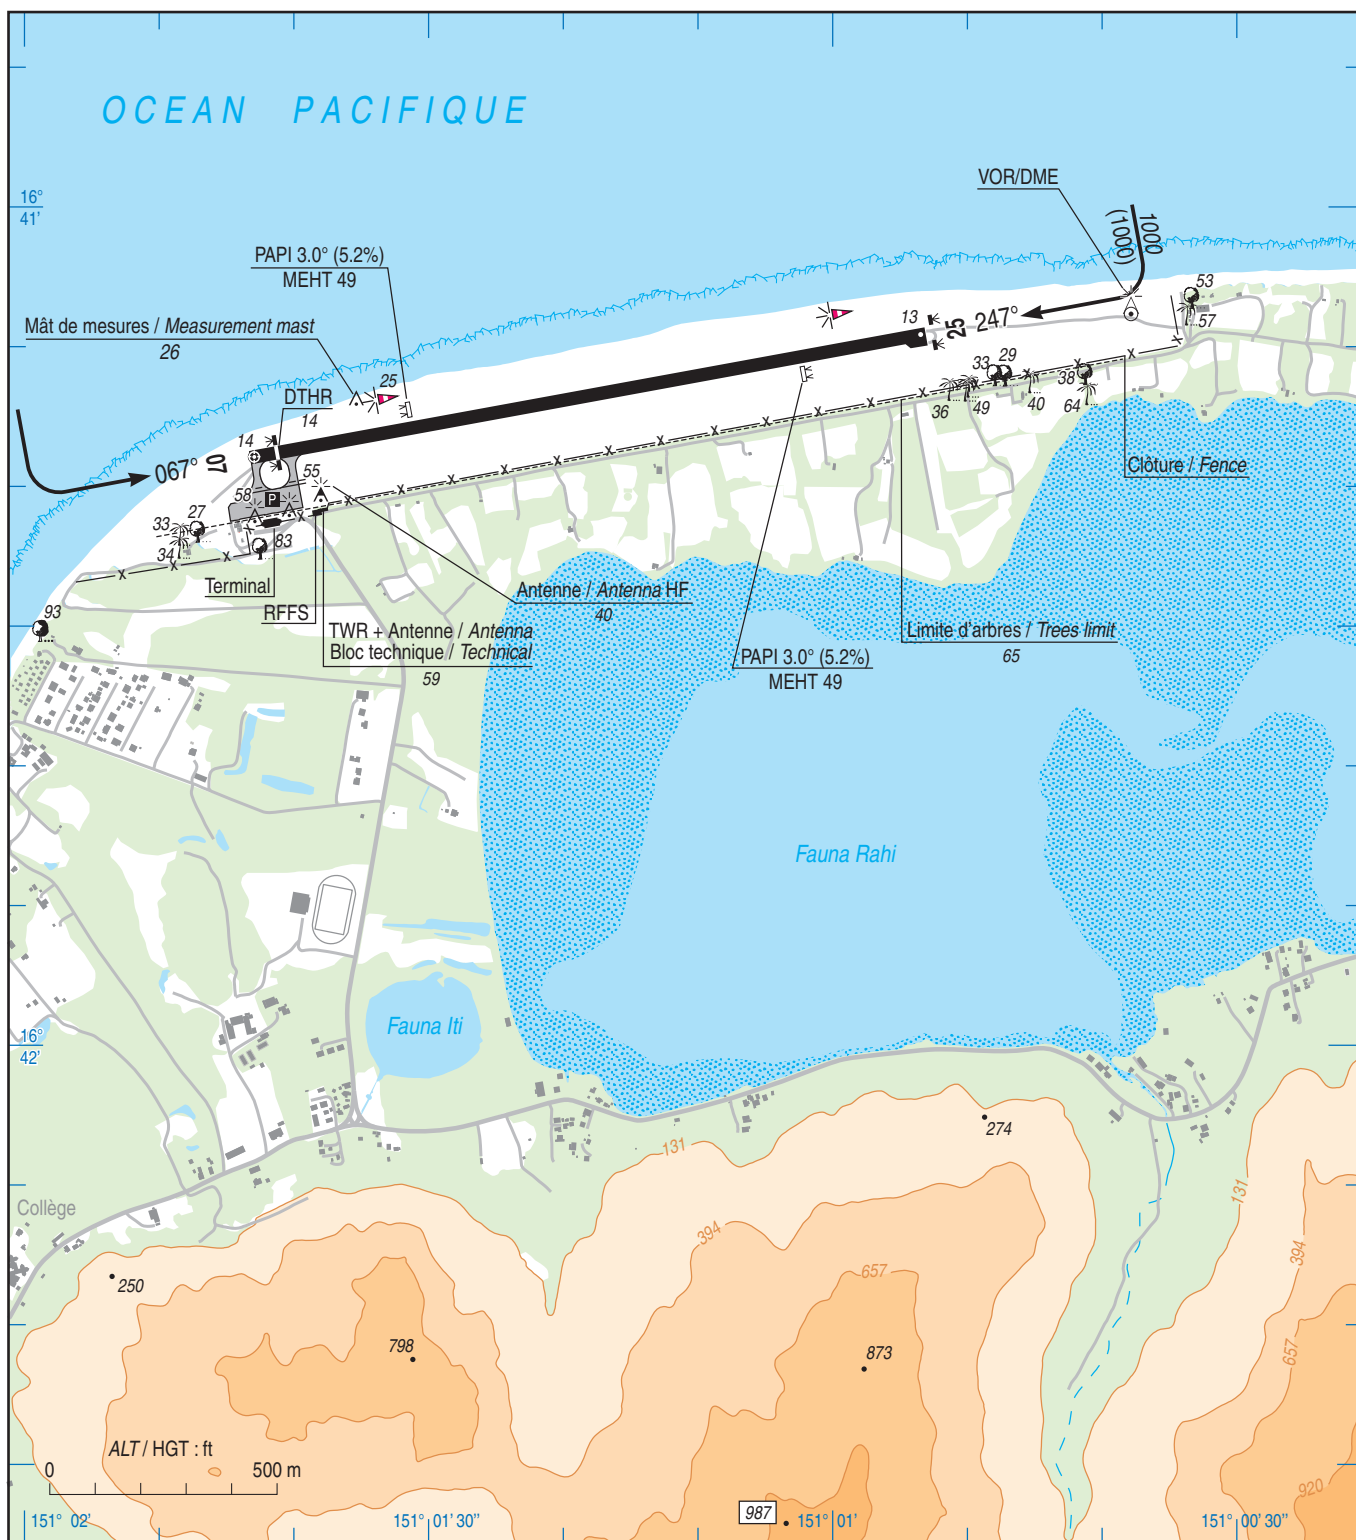 OCEAN PACIFIQUE
VOR/DME
16°
41'
1000
(1000)
PAPI 3.0° (5.2%)
MEHT 49
53
57
13
25
247°
Mât de mesures / Measurement mast
26
25
DTHR
14
14
33
29
36
49
40
38
64
067°
07
55
58
P
Clôture / Fence
27
33
34
83
Terminal
Antenne / Antenna HF
40
93
RFFS
TWR + Antenne / Antenna
Bloc technique / Technical
59
Limite d'arbres / Trees limit
65
PAPI 3.0° (5.2%)
MEHT 49
Fauna Rahi
Fauna Iti
16°
42'
274
131
131
Collège
394
394
657
657
250
798
873
ALT / HGT : ft
0
500 m
920
987
151° 02'
151° 01' 30"
151° 01'
151° 00' 30"